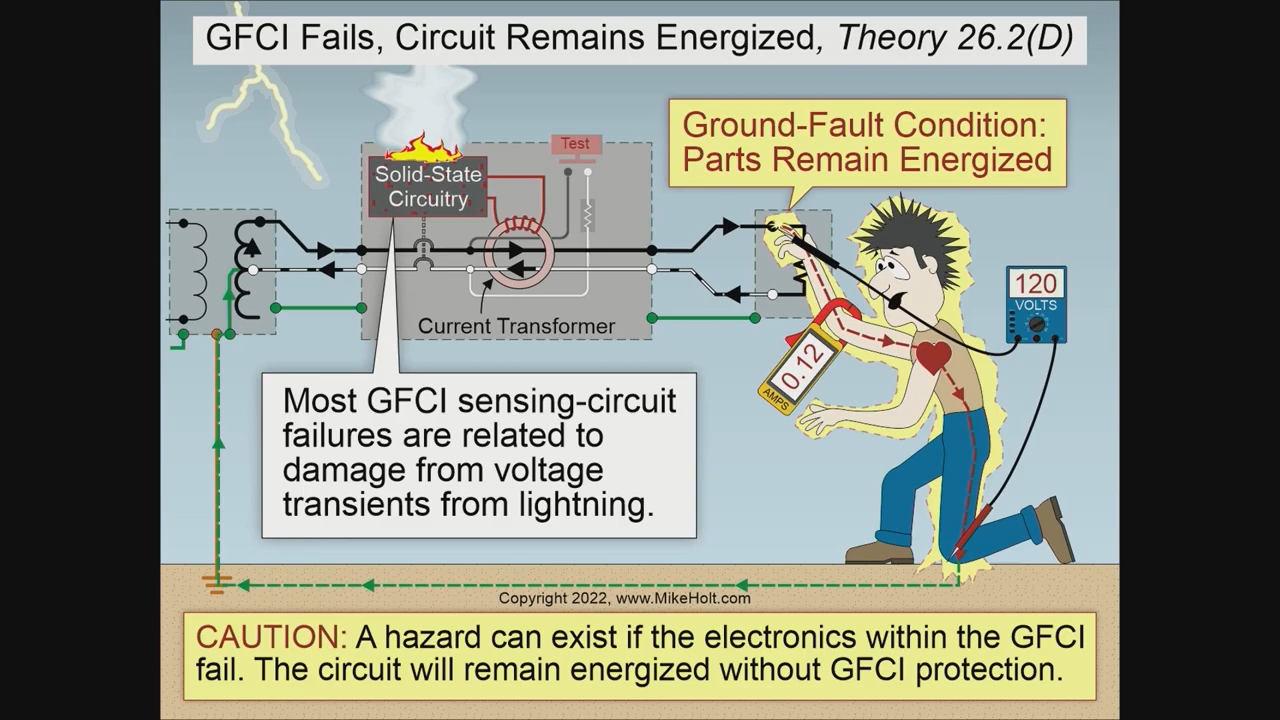 GFCI Fails, Circuit Remains Energized, Theory 26.2(D)
Ground-Fault Condition:
Parts Remain Energized
Test
Solid-State
Circuitry
120
VOLTS
Current Transformer
0.12
AMPS
Most GFCI sensing-circuit
failures are related to
damage from voltage
transients from lightning.
Copyright 2022, www.MikeHolt.com
CAUTION: A hazard can exist if the electronics within the GFCI
fail. The circuit will remain energized without GFCI protection.